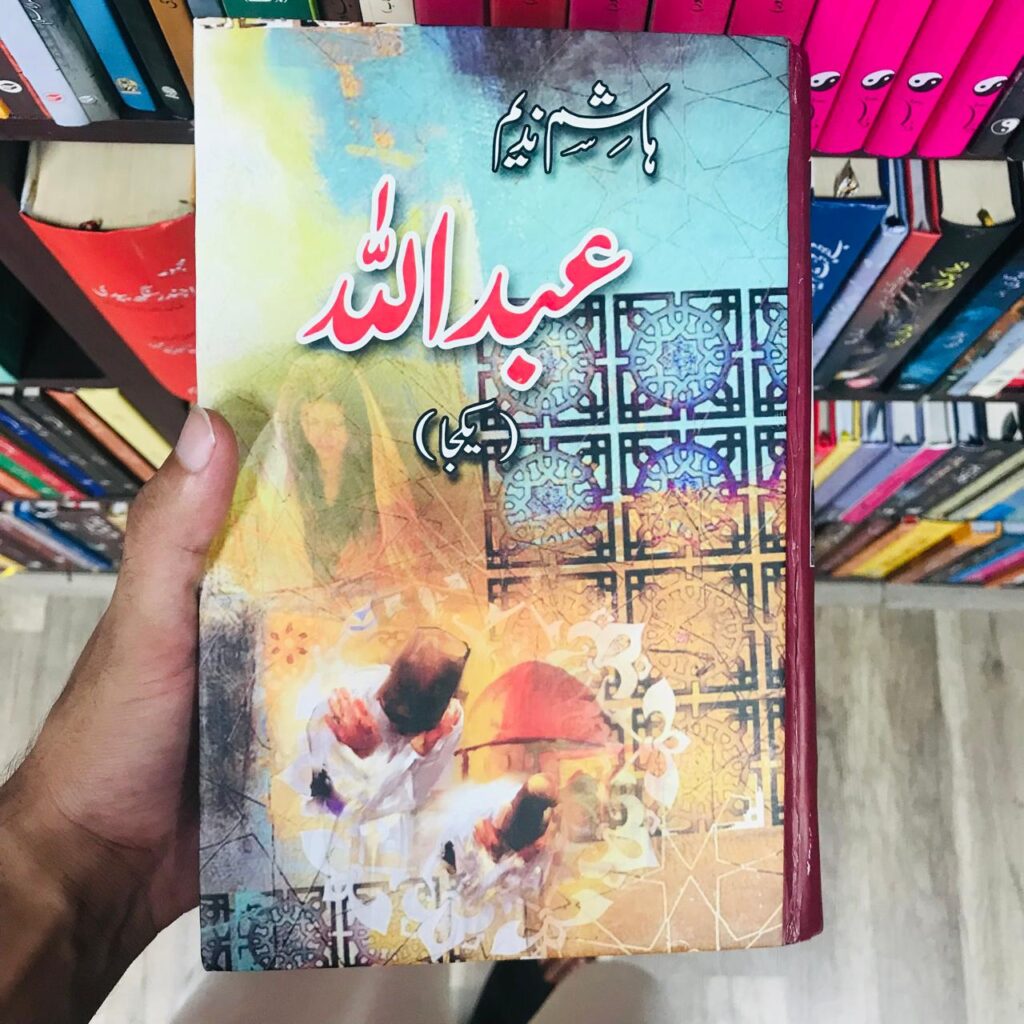 ہاشم ندیم
عبداللہ
(یکجا)